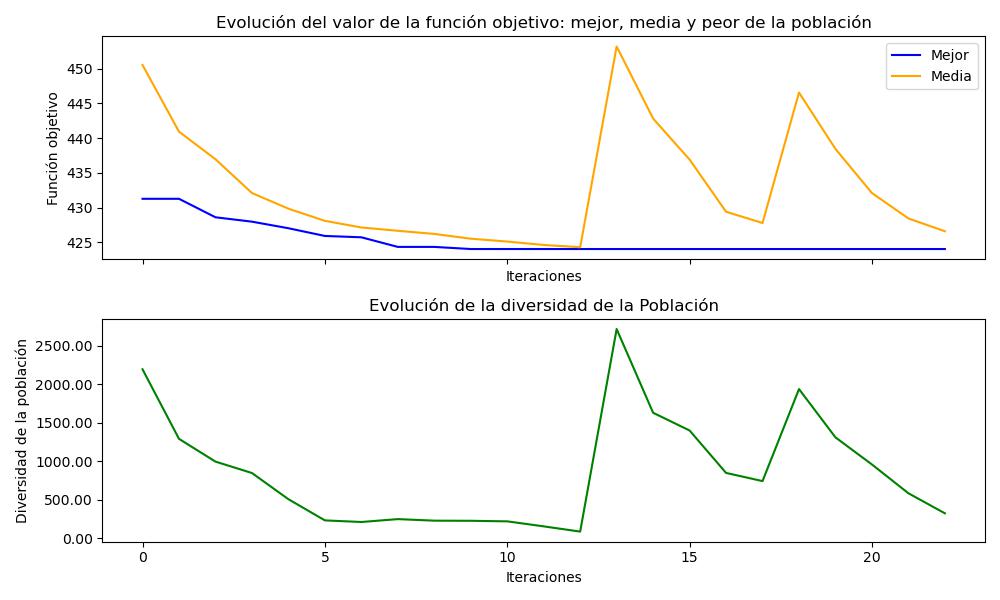 Evolución del valor de la función objetivo: mejor, media y peor de la población
Mejor
Media
450
445
440
435
430
425
Función objetivo
Iteraciones
Evolución de la diversidad de la Población
2500.00
2000.00
1500.00
1000.00
500.00
0.00
Diversidad de la población
0 5 10 15 20
Iteraciones